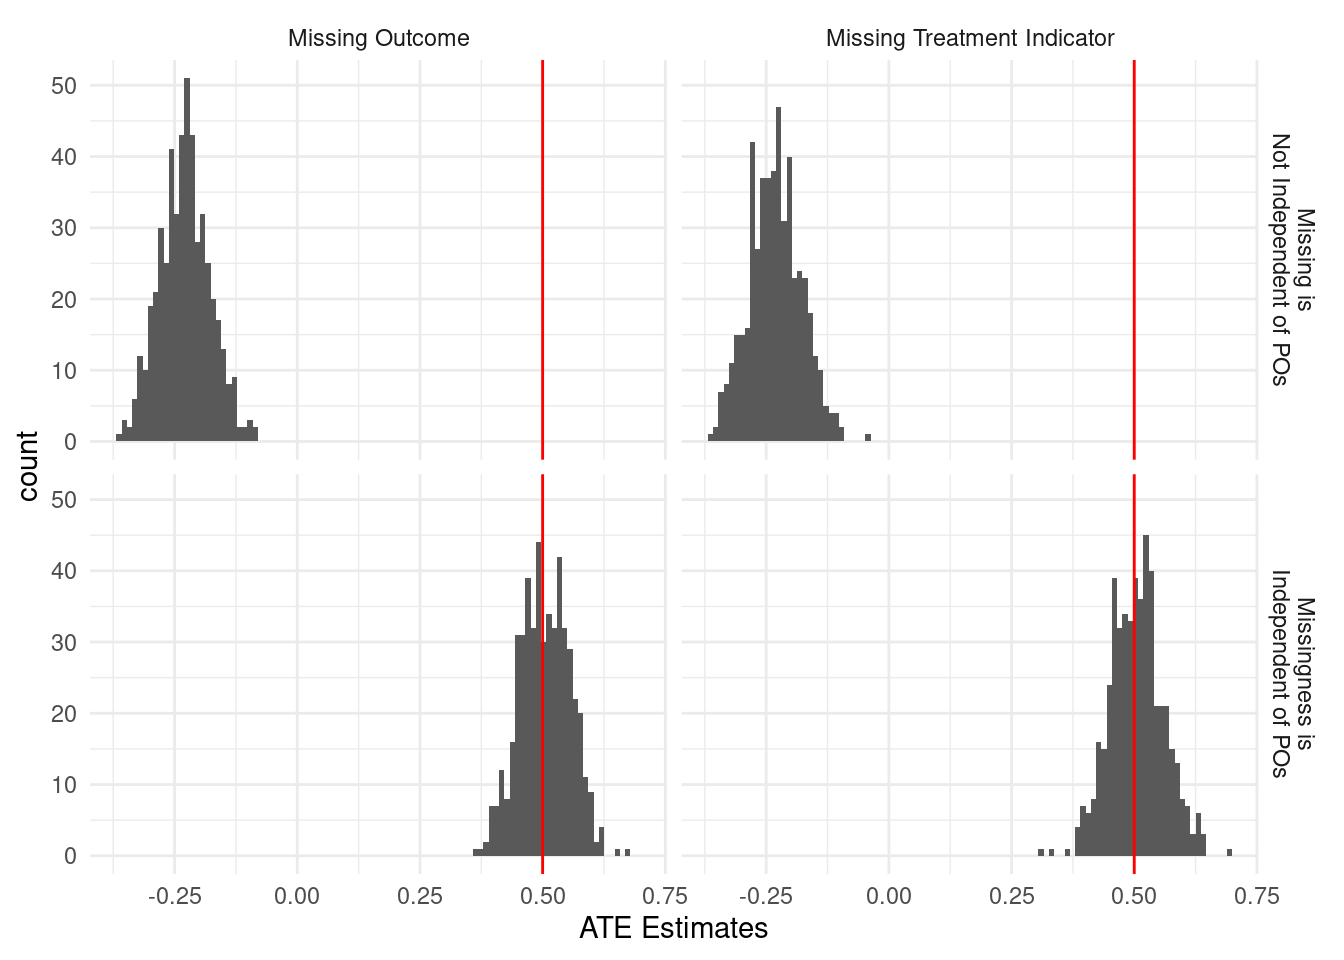 Missing Outcome
Missing Treatment Indicator
50
40
30
20
10
0
Missing is
Not Independent of POs
50
40
30
20
10
0
Missingness is
Independent of POs
count
-0.25 0.00 0.25 0.50 0.75
-0.25 0.00 0.25 0.50 0.75
ATE Estimates